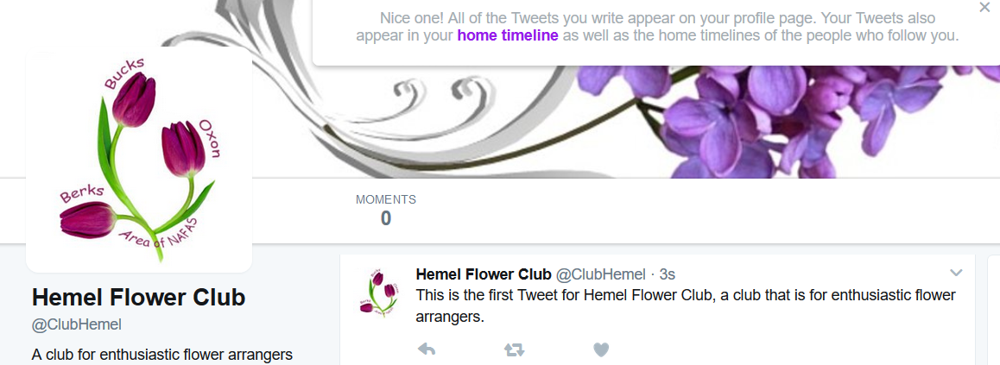 Nice one! All of the Tweets you write appear on your profile page. Your Tweets also
appear in your home timeline as well as the home timelines of the people who follow you.
Bucks
Oxon
Berks
Area of NAFAS
MOMENTS
0
Hemel Flower Club
@ClubHemel
A club for enthusiastic flower arrangers
Hemel Flower Club @ClubHemel · 3s
This is the first Tweet for Hemel Flower Club, a club that is for enthusiastic flower
arrangers.